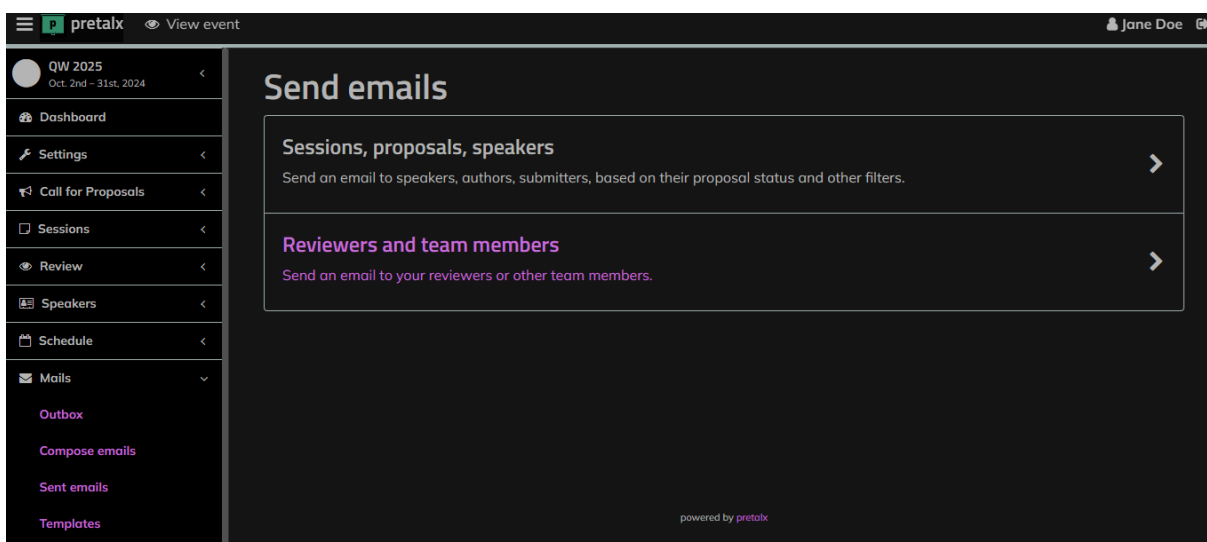 pretalx View event Jane Doe
QW 2025
Oct. 2nd – 31st, 2024
Dashboard
Settings
Call for Proposals
Sessions
Review
Speakers
Schedule
Mails
Outbox
Compose emails
Sent emails
Templates
Send emails
Sessions, proposals, speakers
Send an email to speakers, authors, submitters, based on their proposal status and other filters.
Reviewers and team members
Send an email to your reviewers or other team members.
powered by pretalx